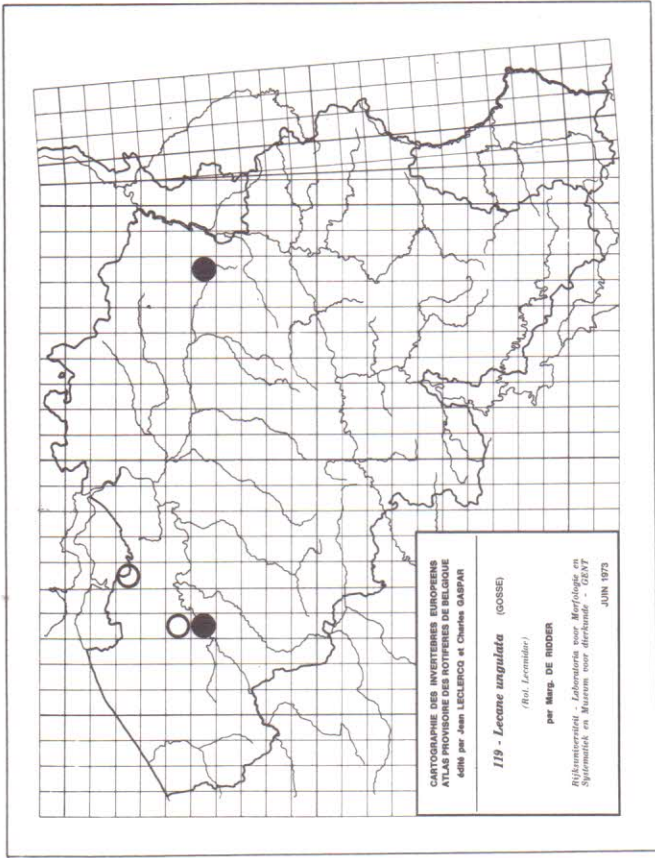 CARTOGRAPHIE DES INVERTEBRES EUROPEENS
ATLAS PROVISOIRE DES ROTIFERES DE BELGIQUE
édité par Jean LECLERCQ et Charles GASPAR
119 - Lecane ungulata (GOSSE)
(Rot. Lecanidae)
par Marg. DE RIDDER
Rijksuniversiteit - Laboratoria voor Morfologie en
Systematiek en Museum voor dierkunde - GENT
JUIN 1973